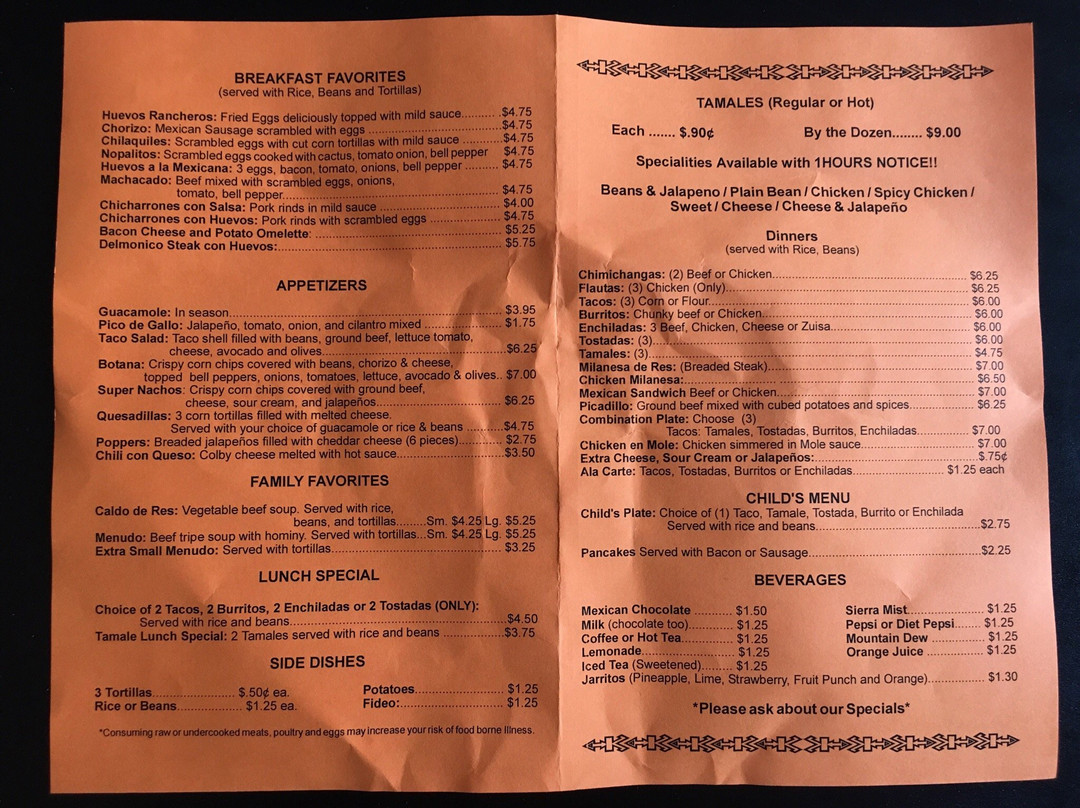 BREAKFAST FAVORITES
(served with Rice, Beans and Tortillas)
Huevos Rancheros: Fried Eggs deliciously topped with mild sauce.......... $4.75
Chorizo: Mexican Sausage scrambled with eggs .................................. $4.75
Chilaquiles: Scrambled eggs with cut corn tortillas with mild sauce ........... $4.75
Nopalitos: Scrambled eggs cooked with cactus, tomato onion, bell pepper $4.75
Huevos a la Mexicana: 3 eggs, bacon, tomato, onions, bell pepper ......... $4.75
Machacado: Beef mixed with scrambled eggs, onions,
tomato, bell pepper........................................................ $4.75
Chicharrones con Salsa: Pork rinds in mild sauce ............................... $4.00
Chicharrones con Huevos: Pork rinds with scrambled eggs .................. $4.75
Bacon Cheese and Potato Omelette: ................................................ $5.25
Delmonico Steak con Huevos:......................................................... $5.75
APPETIZERS
Guacamole: In season..................................................................... $3.95
Pico de Gallo: Jalapeño, tomato, onion, and cilantro mixed ................... $1.75
Taco Salad: Taco shell filled with beans, ground beef, lettuce tomato,
cheese, avocado and olives...............................................$6.25
Botana: Crispy corn chips covered with beans, chorizo & cheese,
topped bell peppers, onions, tomatoes, lettuce, avocado & olives.. $7.00
Super Nachos: Crispy corn chips covered with ground beef,
cheese, sour cream, and jalapeños................................ $6.25
Quesadillas: 3 corn tortillas filled with melted cheese.
Served with your choice of guacamole or rice & beans ..........$4.75
Poppers: Breaded jalapeños filled with cheddar cheese (6 pieces)............ $2.75
Chili con Queso: Colby cheese melted with hot sauce.......................... $3.50
FAMILY FAVORITES
Caldo de Res: Vegetable beef soup. Served with rice,
beans, and tortillas.........Sm. $4.25 Lg. $5.25
Menudo: Beef tripe soup with hominy. Served with tortillas...Sm. $4.25 Lg. $5.25
Extra Small Menudo: Served with tortillas........................................... $3.25
LUNCH SPECIAL
Choice of 2 Tacos, 2 Burritos, 2 Enchiladas or 2 Tostadas (ONLY):
Served with rice and beans.......................................................$4.50
Tamale Lunch Special: 2 Tamales served with rice and beans ...............$3.75
SIDE DISHES
3 Tortillas..................... $.50¢ ea.
Rice or Beans................ $1.25 ea.
Potatoes....................... $1.25
Fideo:........................... $1.25
*Consuming raw or undercooked meats, poultry and eggs may increase your risk of food borne Illness.
TAMALES (Regular or Hot)
Each ....... $.90¢ By the Dozen........ $9.00
Specialities Available with 1HOURS NOTICE!!
Beans & Jalapeno / Plain Bean / Chicken / Spicy Chicken /
Sweet / Cheese / Cheese & Jalapeño
Dinners
(served with Rice, Beans)
Chimichangas: (2) Beef or Chicken.................................................. $6.25
Flautas: (3) Chicken (Only)............................................................. $6.25
Tacos: (3) Corn or Flour................................................................. $6.00
Burritos: Chunky beef or Chicken..................................................... $6.00
Enchiladas: 3 Beef, Chicken, Cheese or Zuisa................................... $6.00
Tostadas: (3)................................................................................ $6.00
Tamales: (3)................................................................................. $4.75
Milanesa de Res: (Breaded Steak)................................................... $7.00
Chicken Milanesa:......................................................................... $6.50
Mexican Sandwich Beef or Chicken................................................. $7.00
Picadillo: Ground beef mixed with cubed potatoes and spices................ $6.25
Combination Plate: Choose (3)
Tacos: Tamales, Tostadas, Burritos, Enchiladas............. $7.00
Chicken en Mole: Chicken simmered in Mole sauce............................ $7.00
Extra Cheese, Sour Cream or Jalapeños:......................................... $.75¢
Ala Carte: Tacos, Tostadas, Burritos or Enchiladas...................... $1.25 each
CHILD'S MENU
Child's Plate: Choice of (1) Taco, Tamale, Tostada, Burrito or Enchilada
Served with rice and beans..........................................$2.75
Pancakes Served with Bacon or Sausage............................................ $2.25
BEVERAGES
Mexican Chocolate ........... $1.50
Milk (chocolate too)............ $1.25
Coffee or Hot Tea.............. $1.25
Lemonade......................... $1.25
Iced Tea (Sweetened)......... $1.25
Sierra Mist..................... $1.25
Pepsi or Diet Pepsi....... $1.25
Mountain Dew .............. $1.25
Orange Juice ............... $1.25
Jarritos (Pineapple, Lime, Strawberry, Fruit Punch and Orange)............... $1.30
*Please ask about our Specials*